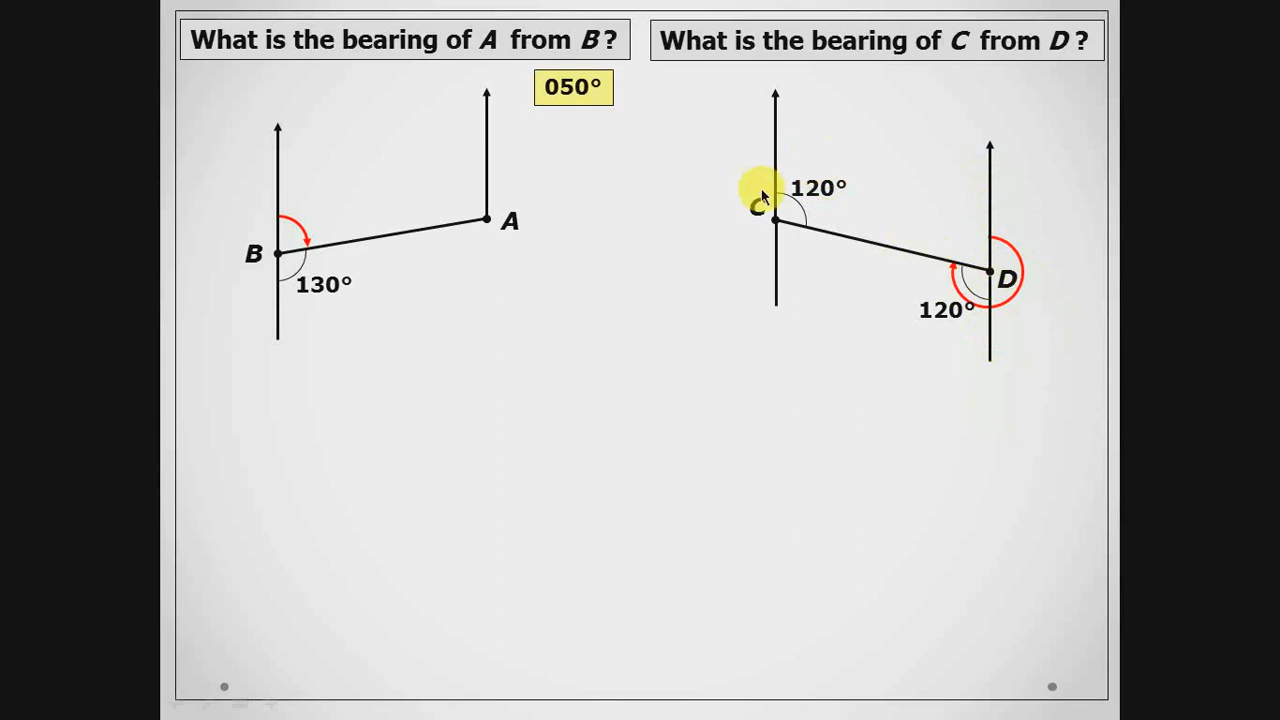 What is the bearing of A from B?
What is the bearing of C from D?
050°
120°
C
A
B
130°
D
120°